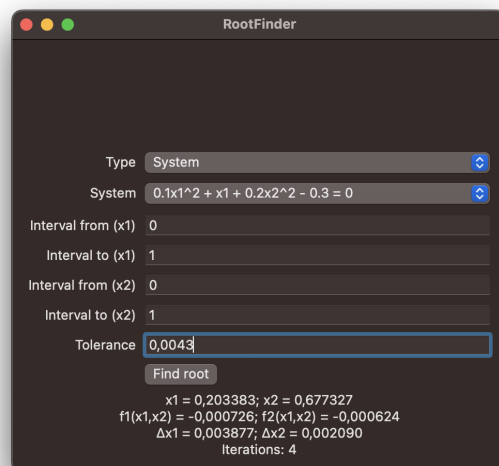 RootFinder
Type System
System 0.1x1^2 + x1 + 0.2x2^2 - 0.3 = 0
Interval from (x1) 0
Interval to (x1) 1
Interval from (x2) 0
Interval to (x2) 1
Tolerance 0,0043
Find root
x1 = 0,203383; x2 = 0,677327
f1(x1,x2) = -0,000726; f2(x1,x2) = -0,000624
Δx1 = 0,003877; Δx2 = 0,002090
Iterations: 4